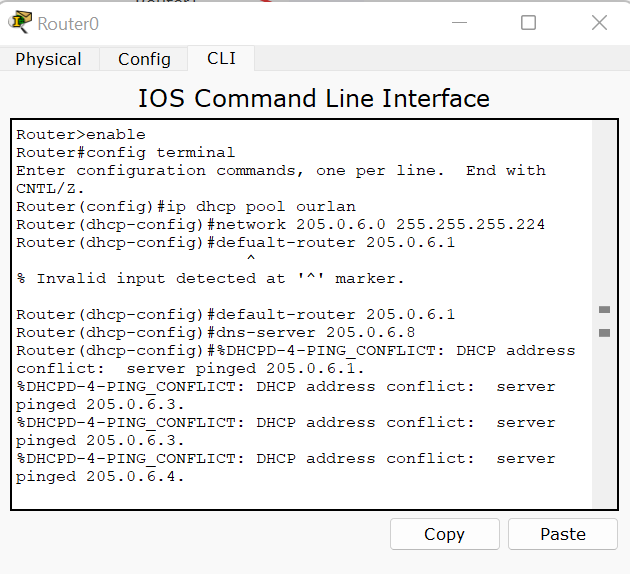 Router0
Physical Config CLI
IOS Command Line Interface
Router>enable
Router#config terminal
Enter configuration commands, one per line.  End with
CNTL/Z.
Router(config)#ip dhcp pool ourlan
Router(dhcp-config)#network 205.0.6.0 255.255.255.224
Router(dhcp-config)#defualt-router 205.0.6.1
^
% Invalid input detected at '^' marker.
Router(dhcp-config)#default-router 205.0.6.1
Router(dhcp-config)#dns-server 205.0.6.8
Router(dhcp-config)#%DHCPD-4-PING_CONFLICT: DHCP address
conflict:  server pinged 205.0.6.1.
%DHCPD-4-PING_CONFLICT: DHCP address conflict:  server
pinged 205.0.6.3.
%DHCPD-4-PING_CONFLICT: DHCP address conflict:  server
pinged 205.0.6.3.
%DHCPD-4-PING_CONFLICT: DHCP address conflict:  server
pinged 205.0.6.4.
Copy Paste